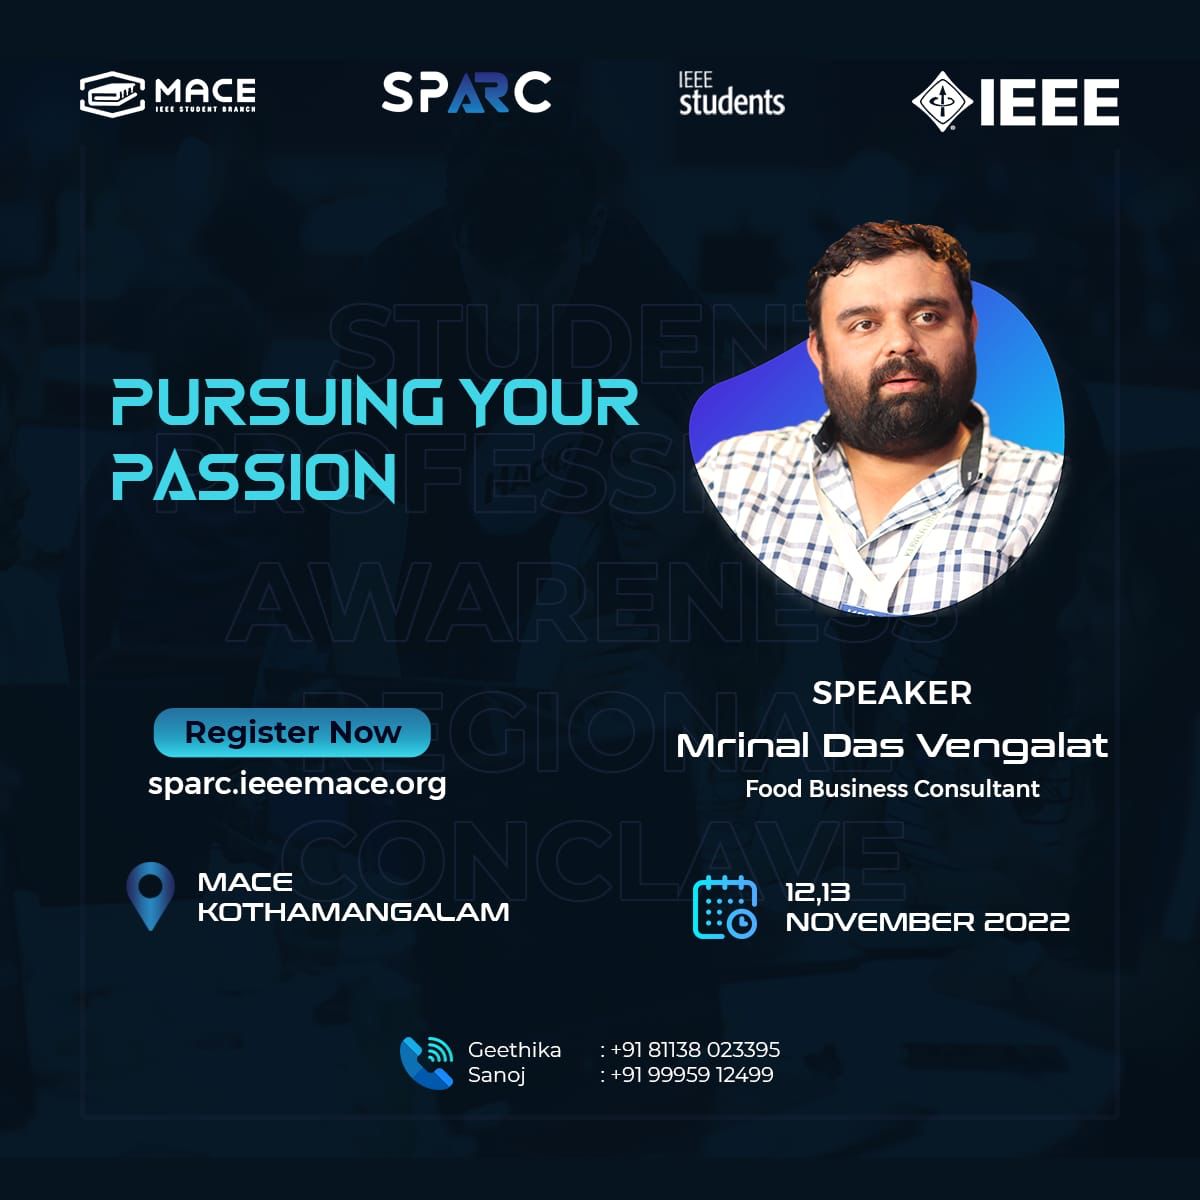 MACE
IEEE STUDENT BRANCH
SPARC
IEEE
students
IEEE
STUDENT
PROFESSI
AWARENESS
REGIONAL
CONCLAVE
PURSUING YOUR
PASSION
SPEAKER
Mrinal Das Vengalat
Food Business Consultant
Register Now
sparc.ieeemace.org
MACE
KOTHAMANGALAM
12,13
NOVEMBER 2022
Geethika : +91 81138 023395
Sanoj : +91 99959 12499